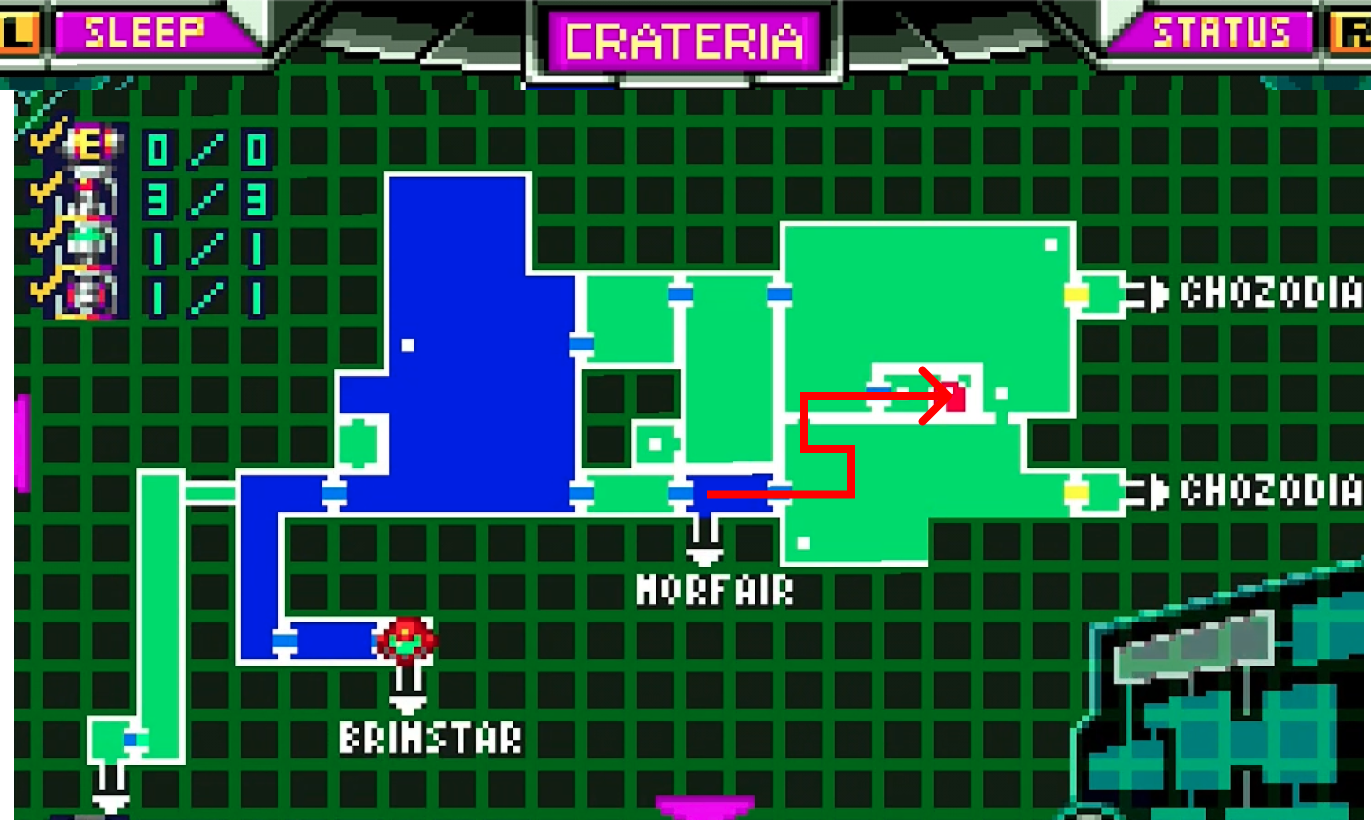 L SLEEP CRATERIA STATUS R
E 0 / 0
3 / 3
1 / 1
1 / 1
CHOZODIA
CHOZODIA
NORFAIR
BRINSTAR